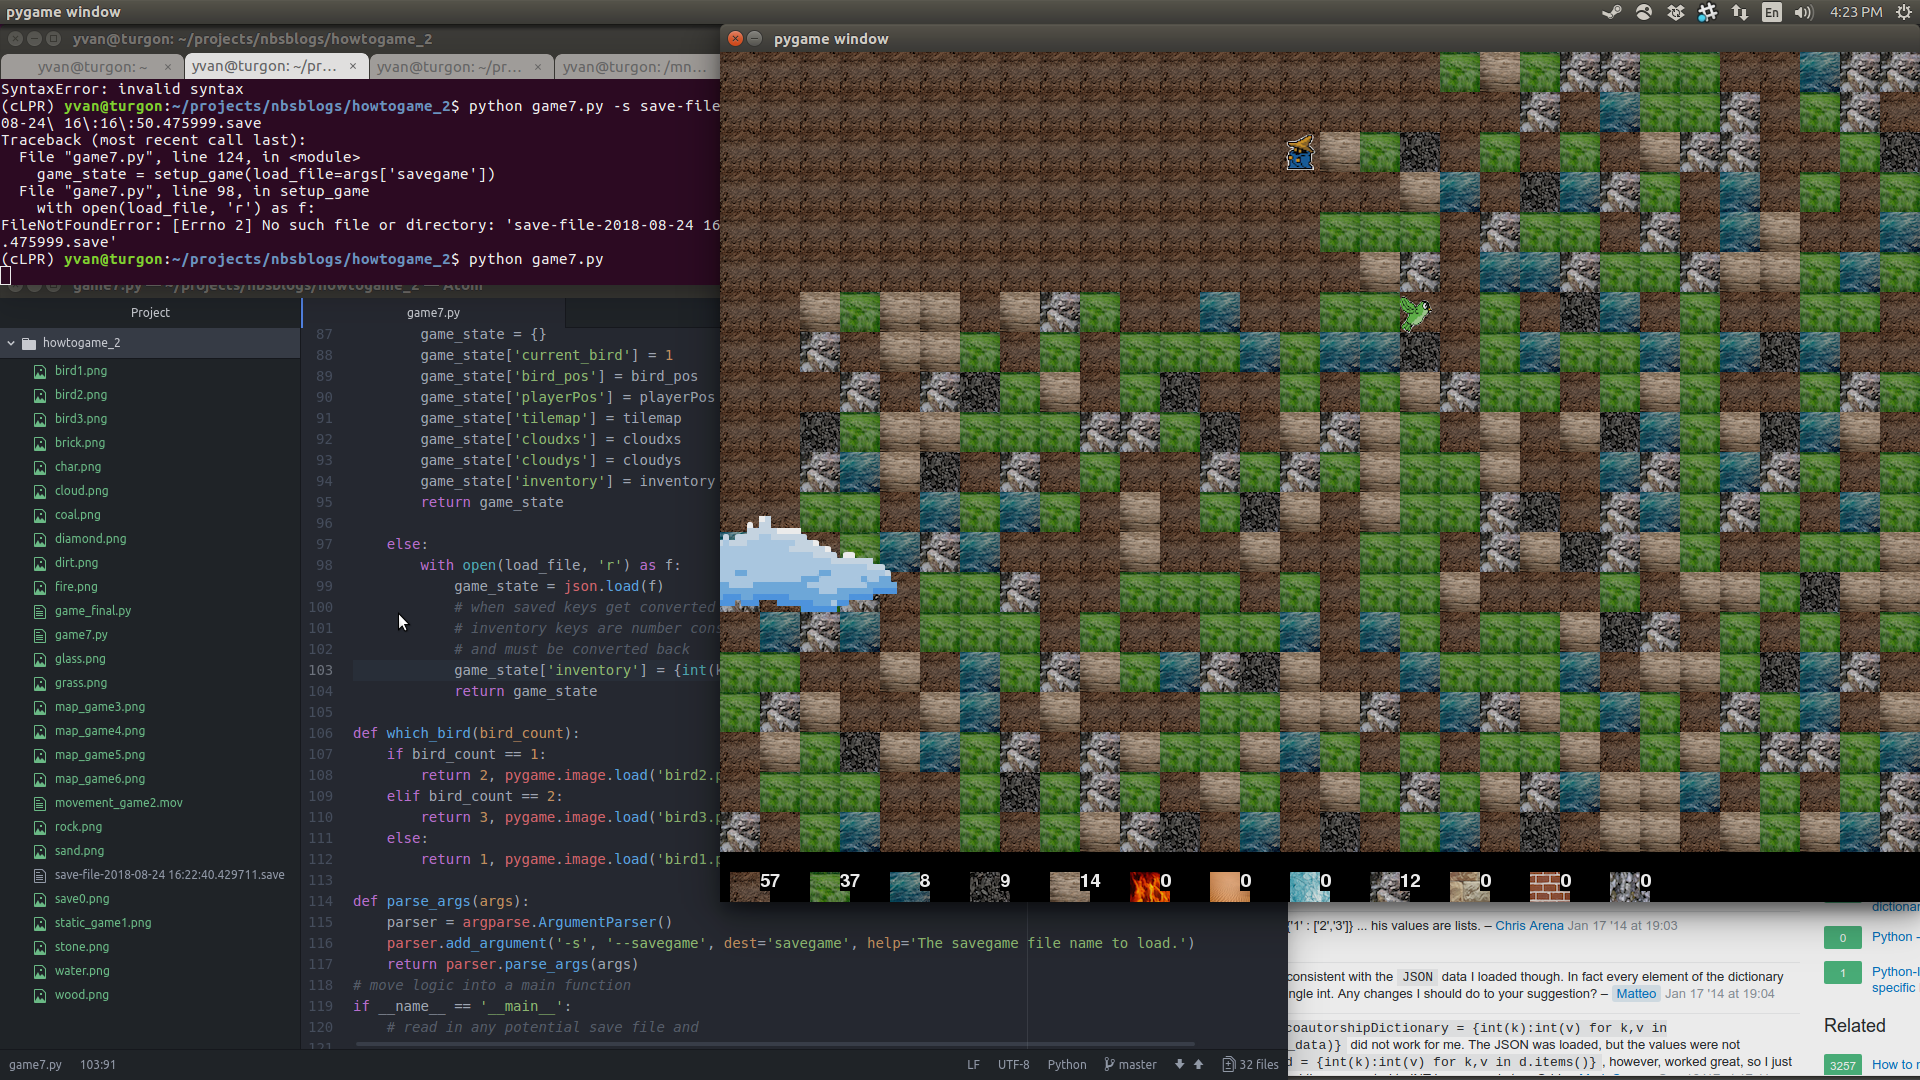 pygame window
En
4:23 PM
yvan@turgon: ~/projects/nbsblogs/howtogame_2
yvan@turgon: ~ ×
yvan@turgon: ~/pr... ×
yvan@turgon: ~/pr... ×
yvan@turgon: /mn...
SyntaxError: invalid syntax
(cLPR) yvan@turgon:~/projects/nbsblogs/howtogame_2$ python game7.py -s save-file
08-24\ 16\:16\:50.475999.save
Traceback (most recent call last):
File "game7.py", line 124, in <module>
game_state = setup_game(load_file=args['savegame'])
File "game7.py", line 98, in setup_game
with open(load_file, 'r') as f:
FileNotFoundError: [Errno 2] No such file or directory: 'save-file-2018-08-24 16
.475999.save'
(cLPR) yvan@turgon:~/projects/nbsblogs/howtogame_2$ python game7.py
game7.py — ~/projects/nbsblogs/howtogame_2 — Atom
Project
howtogame_2
bird1.png
bird2.png
bird3.png
brick.png
char.png
cloud.png
coal.png
diamond.png
dirt.png
fire.png
game_final.py
game7.py
glass.png
grass.png
map_game3.png
map_game4.png
map_game5.png
map_game6.png
movement_game2.mov
rock.png
sand.png
save-file-2018-08-24 16:22:40.429711.save
save0.png
static_game1.png
stone.png
water.png
wood.png
game7.py
87 game_state = {}
88 game_state['current_bird'] = 1
89 game_state['bird_pos'] = bird_pos
90 game_state['playerPos'] = playerPos
91 game_state['tilemap'] = tilemap
92 game_state['cloudxs'] = cloudxs
93 game_state['cloudys'] = cloudys
94 game_state['inventory'] = inventory
95 return game_state
96
97 else:
98 with open(load_file, 'r') as f:
99 game_state = json.load(f)
100 # when saved keys get converted
101 # inventory keys are number con
102 # and must be converted back
103 game_state['inventory'] = {int(
104 return game_state
105
106 def which_bird(bird_count):
107 if bird_count == 1:
108 return 2, pygame.image.load('bird2.p
109 elif bird_count == 2:
110 return 3, pygame.image.load('bird3.p
111 else:
112 return 1, pygame.image.load('bird1.p
113
114 def parse_args(args):
115 parser = argparse.ArgumentParser()
116 parser.add_argument('-s', '--savegame', dest='savegame', help='The savegame file name to load.')
117 return parser.parse_args(args)
118 # move logic into a main function
119 if __name__ == '__main__':
120 # read in any potential save file and
121
game7.py 103:91
LF UTF-8 Python master 32 files
pygame window
57 37 8 9 14 0 0 0 12 0 0 0
'1' : ['2','3']} ... his values are lists. – Chris Arena Jan 17 '14 at 19:03
consistent with the JSON data I loaded though. In fact every element of the dictionary
ngle int. Any changes I should do to your suggestion? – Matteo Jan 17 '14 at 19:04
coautorshipDictionary = {int(k):int(v) for k,v in
_data)} did not work for me. The JSON was loaded, but the values were not
d = {int(k):int(v) for k,v in d.items()} , however, worked great, so I just
dictionar
0 Python -
1 Python-I
specific
Related
3257 How to